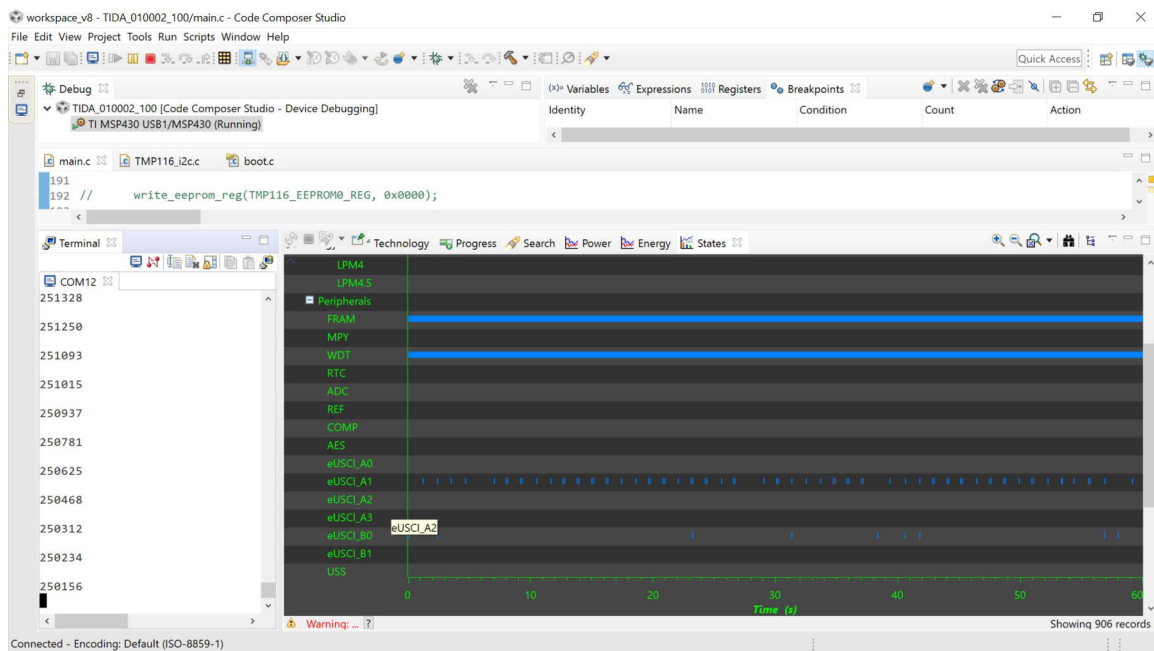 workspace_v8 - TIDA_010002_100/main.c - Code Composer Studio
File Edit View Project Tools Run Scripts Window Help
Quick Access
Debug
TIDA_010002_100 [Code Composer Studio - Device Debugging]
TI MSP430 USB1/MSP430 (Running)
(x)= Variables Expressions Registers Breakpoints
Identity Name Condition Count Action
main.c TMP116_i2c.c boot.c
191
192 // write_eeprom_reg(TMP116_EEPROM0_REG, 0x0000);
Terminal
COM12
251328
251250
251093
251015
250937
250781
250625
250468
250312
250234
250156
Technology Progress Search Power Energy States
LPM4
LPM4.5
Peripherals
FRAM
MPY
WDT
RTC
ADC
REF
COMP
AES
eUSCI_A0
eUSCI_A1
eUSCI_A2
eUSCI_A3
eUSCI_A2
eUSCI_B0
eUSCI_B1
USS
0 10 20 30 40 50 60
Time (s)
Warning: ... ?
Showing 906 records
Connected - Encoding: Default (ISO-8859-1)